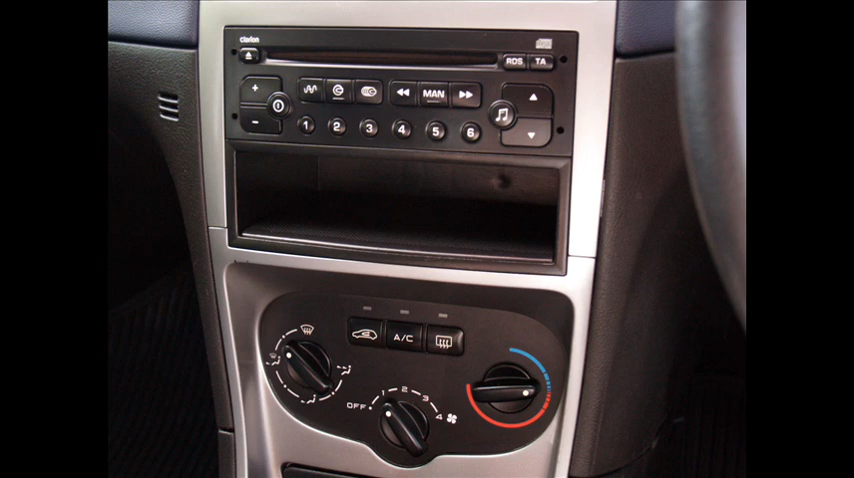 clarion
RDS TA
+ MAN
−
1 2 3 4 5 6
A/C
1 2 3 4
OFF